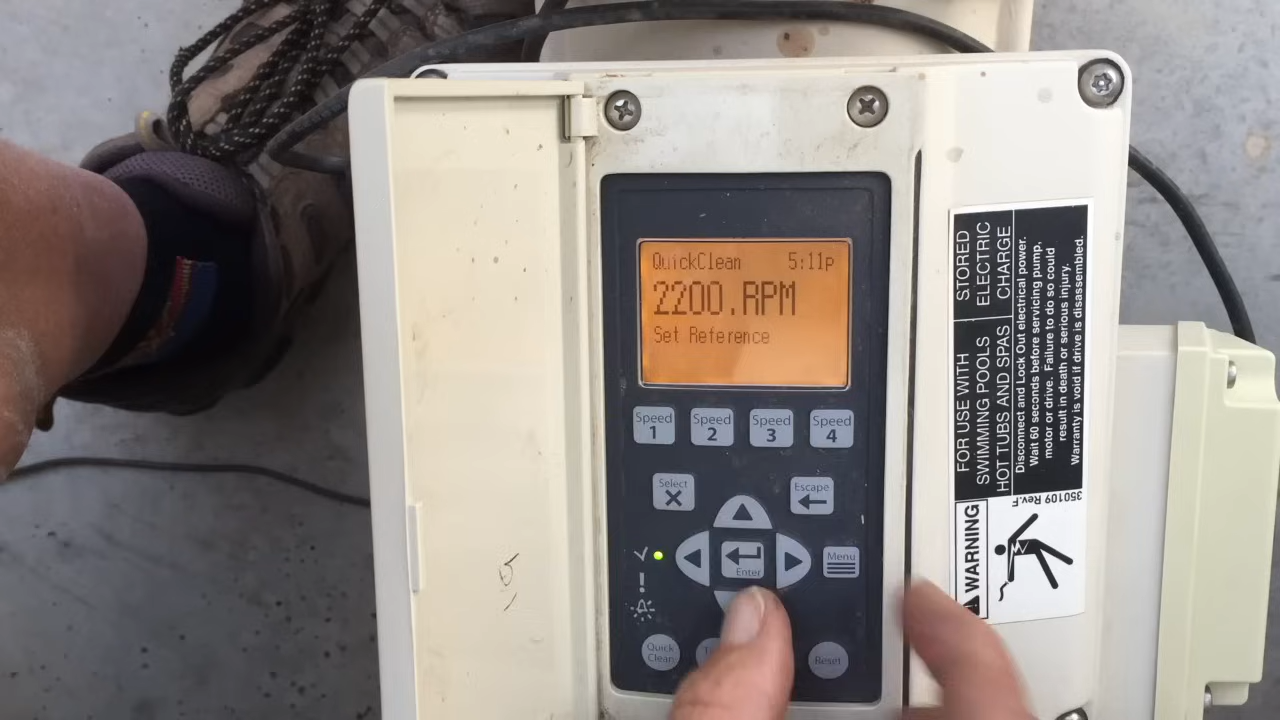 QuickClean 5:11p
2200.RPM
Set Reference
Speed 1
Speed 2
Speed 3
Speed 4
Select
Escape
Enter
Menu
Quick Clean
Reset
WARNING
FOR USE WITH
SWIMMING POOLS
HOT TUBS AND SPAS
STORED
ELECTRIC
CHARGE
Disconnect and Lock Out electrical power.
Wait 60 seconds before servicing pump,
motor or drive. Failure to do so could
result in death or serious injury.
Warranty is void if drive is disassembled.
350109 Rev.F